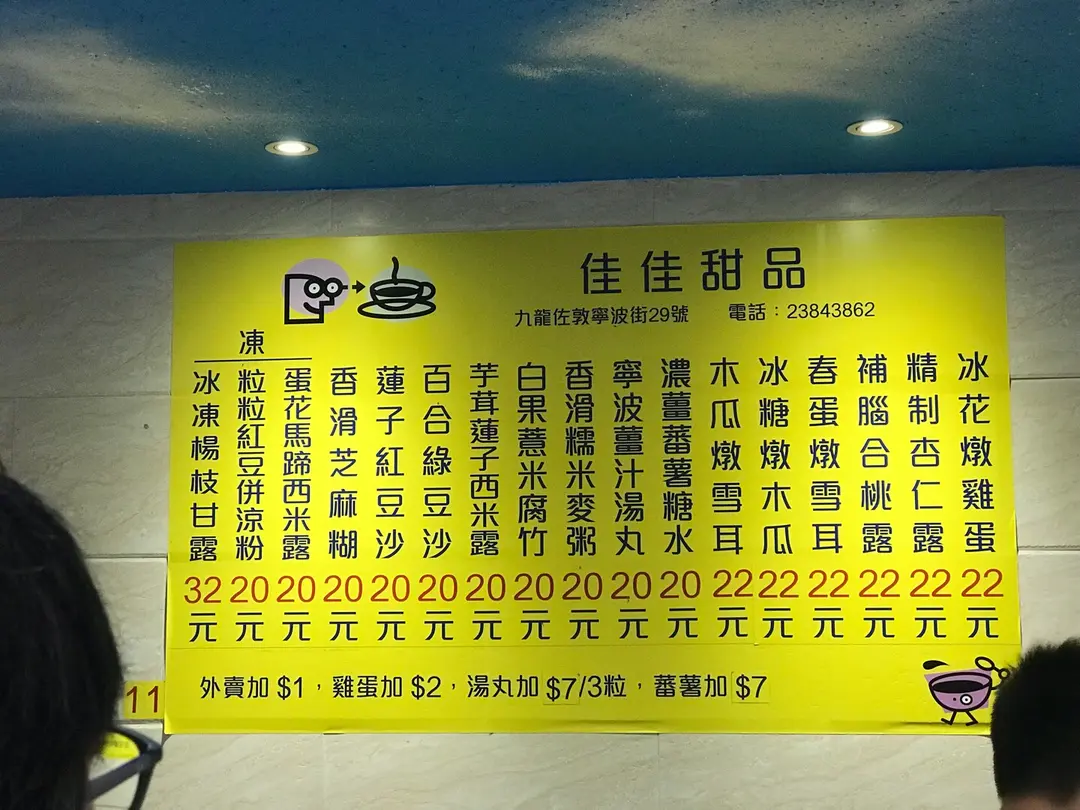 佳佳甜品
九龍佐敦寧波街29號 電話：23843862
冰花燉雞蛋 22元
精制杏仁露 22元
補腦合桃露 22元
春蛋燉雪耳 22元
冰糖燉木瓜 22元
木瓜燉雪耳 22元
濃薑蕃薯糖水 20元
寧波薑汁湯丸 20元
香滑糯米麥粥 20元
白果薏米腐竹 20元
芋茸蓮子西米露 20元
百合綠豆沙 20元
蓮子紅豆沙 20元
香滑芝麻糊 20元
凍
蛋花馬蹄西米露 20元
粒粒紅豆併涼粉 20元
冰凍楊枝甘露 32元
外賣加 $1，雞蛋加 $2，湯丸加 $7/3粒，蕃薯加 $7
11